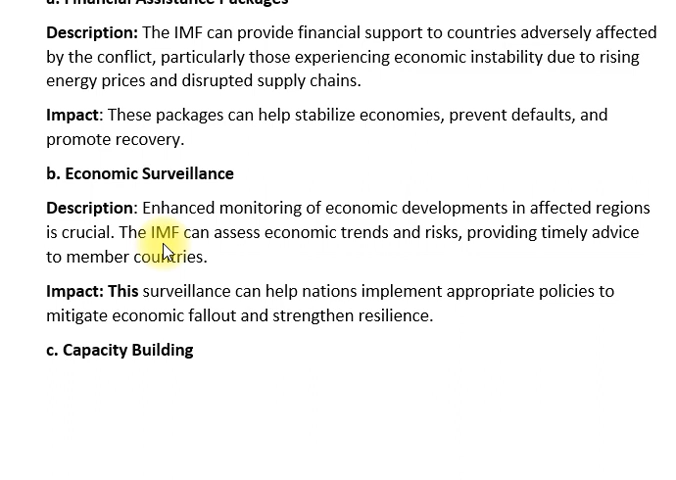 a. Financial Assistance Packages
Description: The IMF can provide financial support to countries adversely affected
by the conflict, particularly those experiencing economic instability due to rising
energy prices and disrupted supply chains.
Impact: These packages can help stabilize economies, prevent defaults, and
promote recovery.
b. Economic Surveillance
Description: Enhanced monitoring of economic developments in affected regions
is crucial. The IMF can assess economic trends and risks, providing timely advice
to member countries.
Impact: This surveillance can help nations implement appropriate policies to
mitigate economic fallout and strengthen resilience.
c. Capacity Building